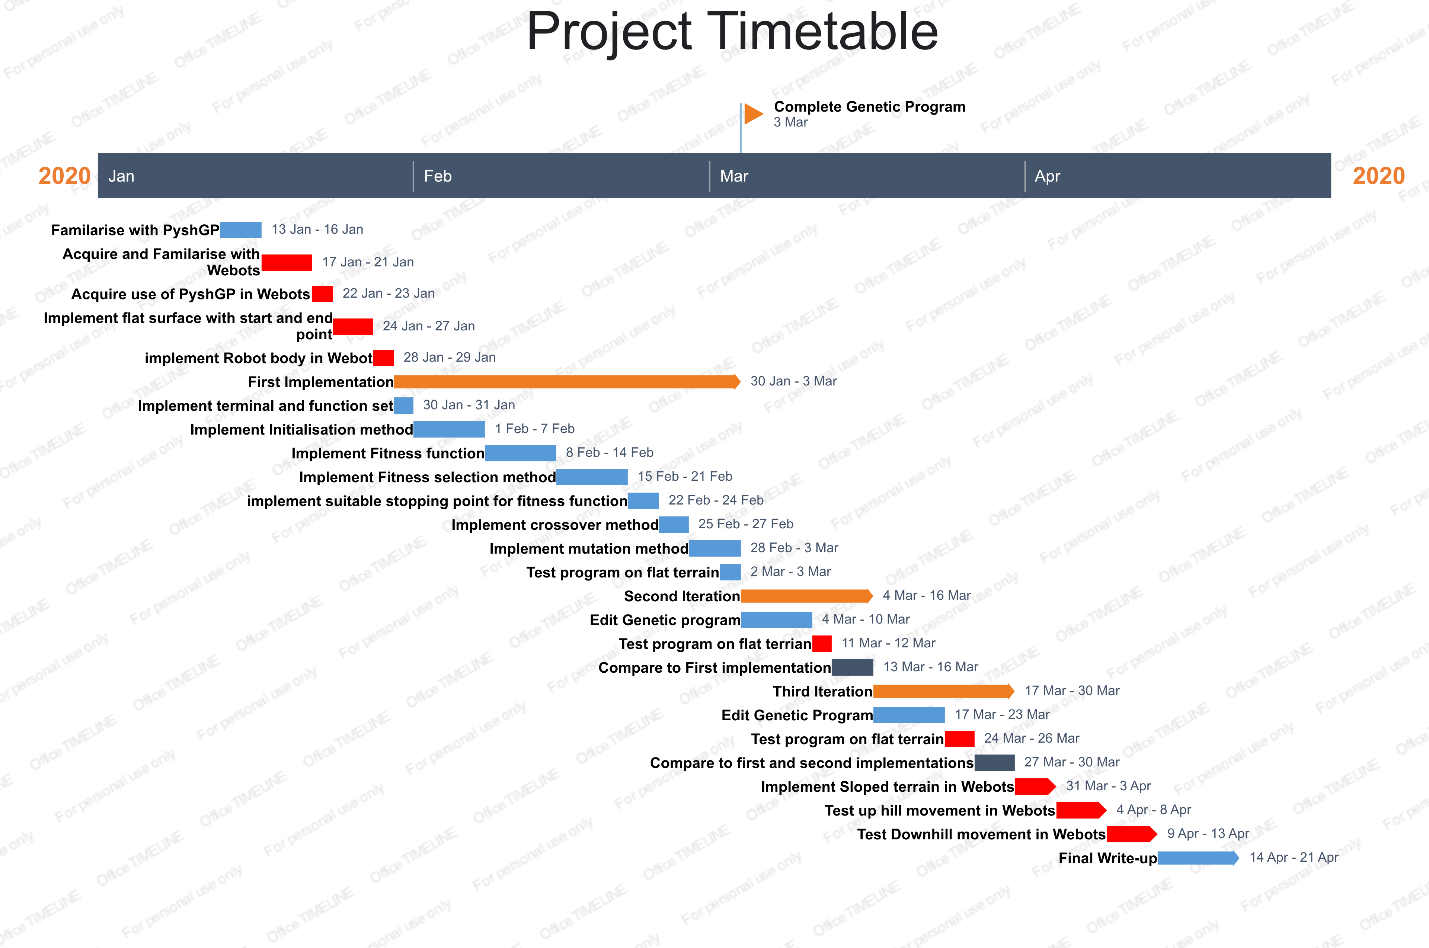 Project Timetable
Complete Genetic Program
3 Mar
2020 Jan Feb Mar Apr 2020
Familarise with PyshGP 13 Jan - 16 Jan
Acquire and Familarise with
Webots 17 Jan - 21 Jan
Acquire use of PyshGP in Webots 22 Jan - 23 Jan
Implement flat surface with start and end
point 24 Jan - 27 Jan
implement Robot body in Webot 28 Jan - 29 Jan
First Implementation 30 Jan - 3 Mar
Implement terminal and function set 30 Jan - 31 Jan
Implement Initialisation method 1 Feb - 7 Feb
Implement Fitness function 8 Feb - 14 Feb
Implement Fitness selection method 15 Feb - 21 Feb
implement suitable stopping point for fitness function 22 Feb - 24 Feb
Implement crossover method 25 Feb - 27 Feb
Implement mutation method 28 Feb - 3 Mar
Test program on flat terrain 2 Mar - 3 Mar
Second Iteration 4 Mar - 16 Mar
Edit Genetic program 4 Mar - 10 Mar
Test program on flat terrian 11 Mar - 12 Mar
Compare to First implementation 13 Mar - 16 Mar
Third Iteration 17 Mar - 30 Mar
Edit Genetic Program 17 Mar - 23 Mar
Test program on flat terrain 24 Mar - 26 Mar
Compare to first and second implementations 27 Mar - 30 Mar
Implement Sloped terrain in Webots 31 Mar - 3 Apr
Test up hill movement in Webots 4 Apr - 8 Apr
Test Downhill movement in Webots 9 Apr - 13 Apr
Final Write-up 14 Apr - 21 Apr
Office TIMELINE
For personal use only